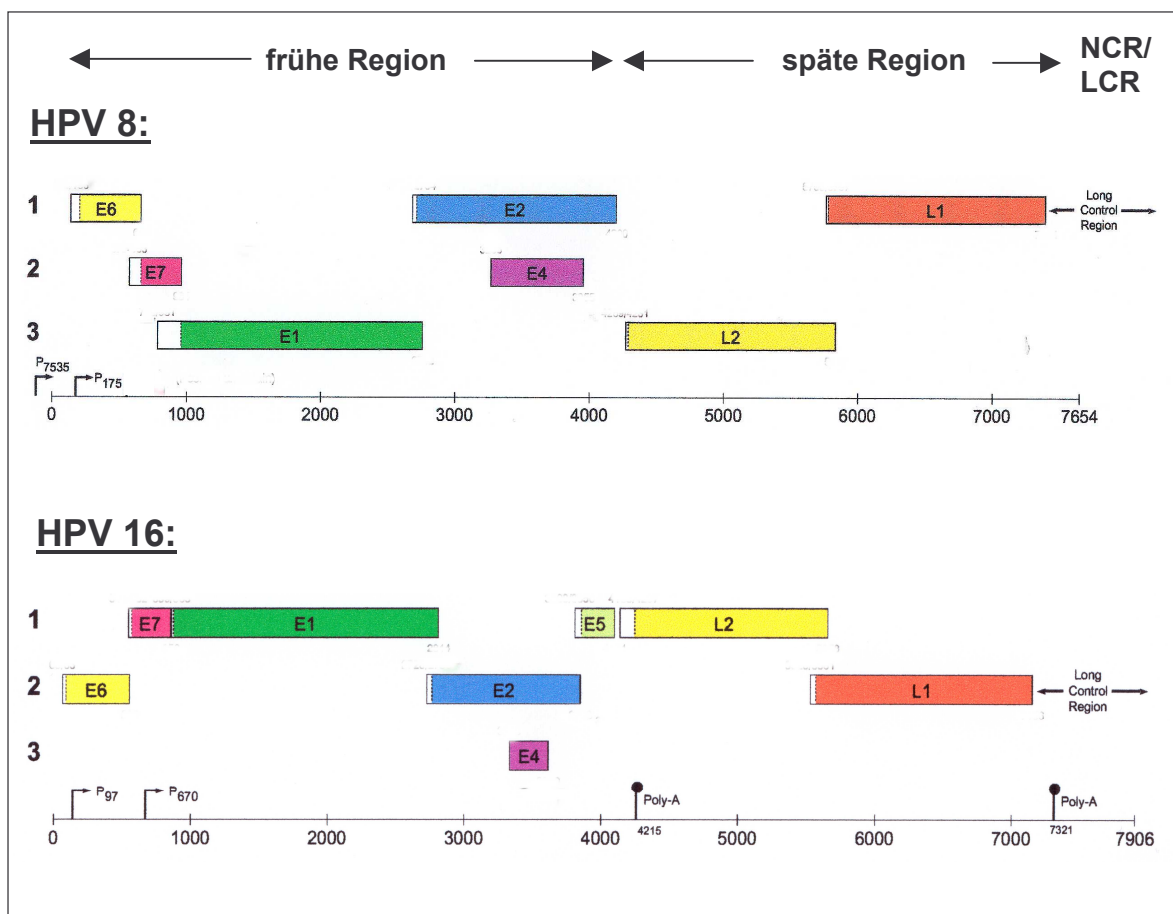 frühe Region
späte Region
NCR/
LCR
HPV 8:
1
E6
E2
L1
Long
Control
Region
2
E7
E4
3
E1
L2
P7535
P175
0
1000
2000
3000
4000
5000
6000
7000
7654
HPV 16:
1
E7
E1
E5
L2
2
E6
E2
L1
Long
Control
Region
3
E4
P97
P670
Poly-A
4215
Poly-A
7321
0
1000
2000
3000
4000
5000
6000
7000
7906